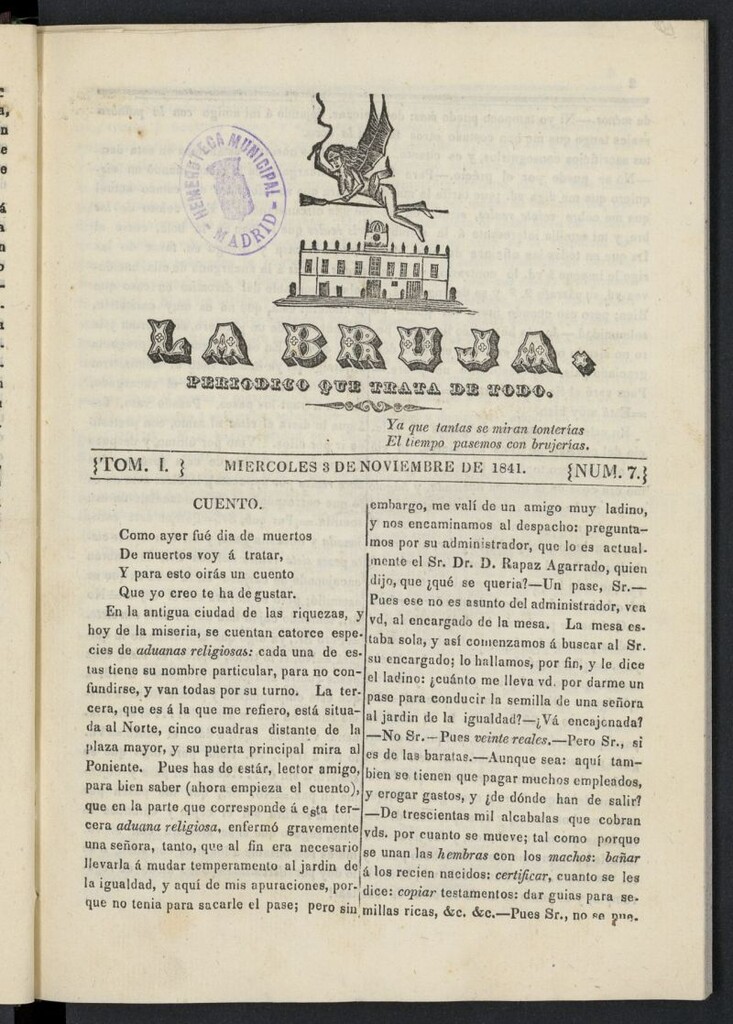 HEMEROTECA MUNICIPAL
- MADRID -
LA BRUJA.
PERIODICO QUE TRATA DE TODO.
Ya que tantas se miran tonterías
El tiempo pasemos con brujerías.
{TOM. I. } MIERCOLES 3 DE NOVIEMBRE DE 1841. {NUM. 7.}
CUENTO.
Como ayer fué dia de muertos
De muertos voy á tratar,
Y para esto oirás un cuento
Que yo creo te ha de gustar.
En la antigua ciudad de las riquezas, y
hoy de la miseria, se cuentan catorce espe-
cies de aduanas religiosas: cada una de es-
tas tiene su nombre particular, para no con-
fundirse, y van todas por su turno. La ter-
cera, que es á la que me refiero, está situa-
da al Norte, cinco cuadras distante de la
plaza mayor, y su puerta principal mira al
Poniente. Pues has de estár, lector amigo,
para bien saber (ahora empieza el cuento),
que en la parte que corresponde á esta ter-
cera aduana religiosa, enfermó gravemente
una señora, tanto, que al fin era necesario
llevarla á mudar temperamento al jardin de
la igualdad, y aquí de mis apuraciones, por-
que no tenia para sacarle el pase; pero sin
embargo, me valí de un amigo muy ladino,
y nos encaminamos al despacho: pregunta-
mos por su administrador, que lo es actual-
mente el Sr. Dr. D. Rapaz Agarrado, quien
dijo, que ¿qué se queria?—Un pase, Sr.—
Pues ese no es asunto del administrador, vea
vd, al encargado de la mesa. La mesa es-
taba sola, y así comenzamos á buscar al Sr.
su encargado; lo hallamos, por fin, y le dice
el ladino: ¿cuánto me lleva vd. por darme un
pase para conducir la semilla de una señora
al jardin de la igualdad?—¿Vá encajonada?
—No Sr.—Pues veinte reales.—Pero Sr., si
es de las baratas.—Aunque sea: aquí tam-
bien se tienen que pagar muchos empleados,
y erogar gastos, y ¿de dónde han de salir?
—De trescientas mil alcabalas que cobran
vds. por cuanto se mueve; tal como porque
se unan las hembras con los machos: bañar
á los recien nacidos: certificar, cuanto se les
dice: copiar testamentos: dar guias para se-
millas ricas, &c. &c.—Pues Sr., no se pue-